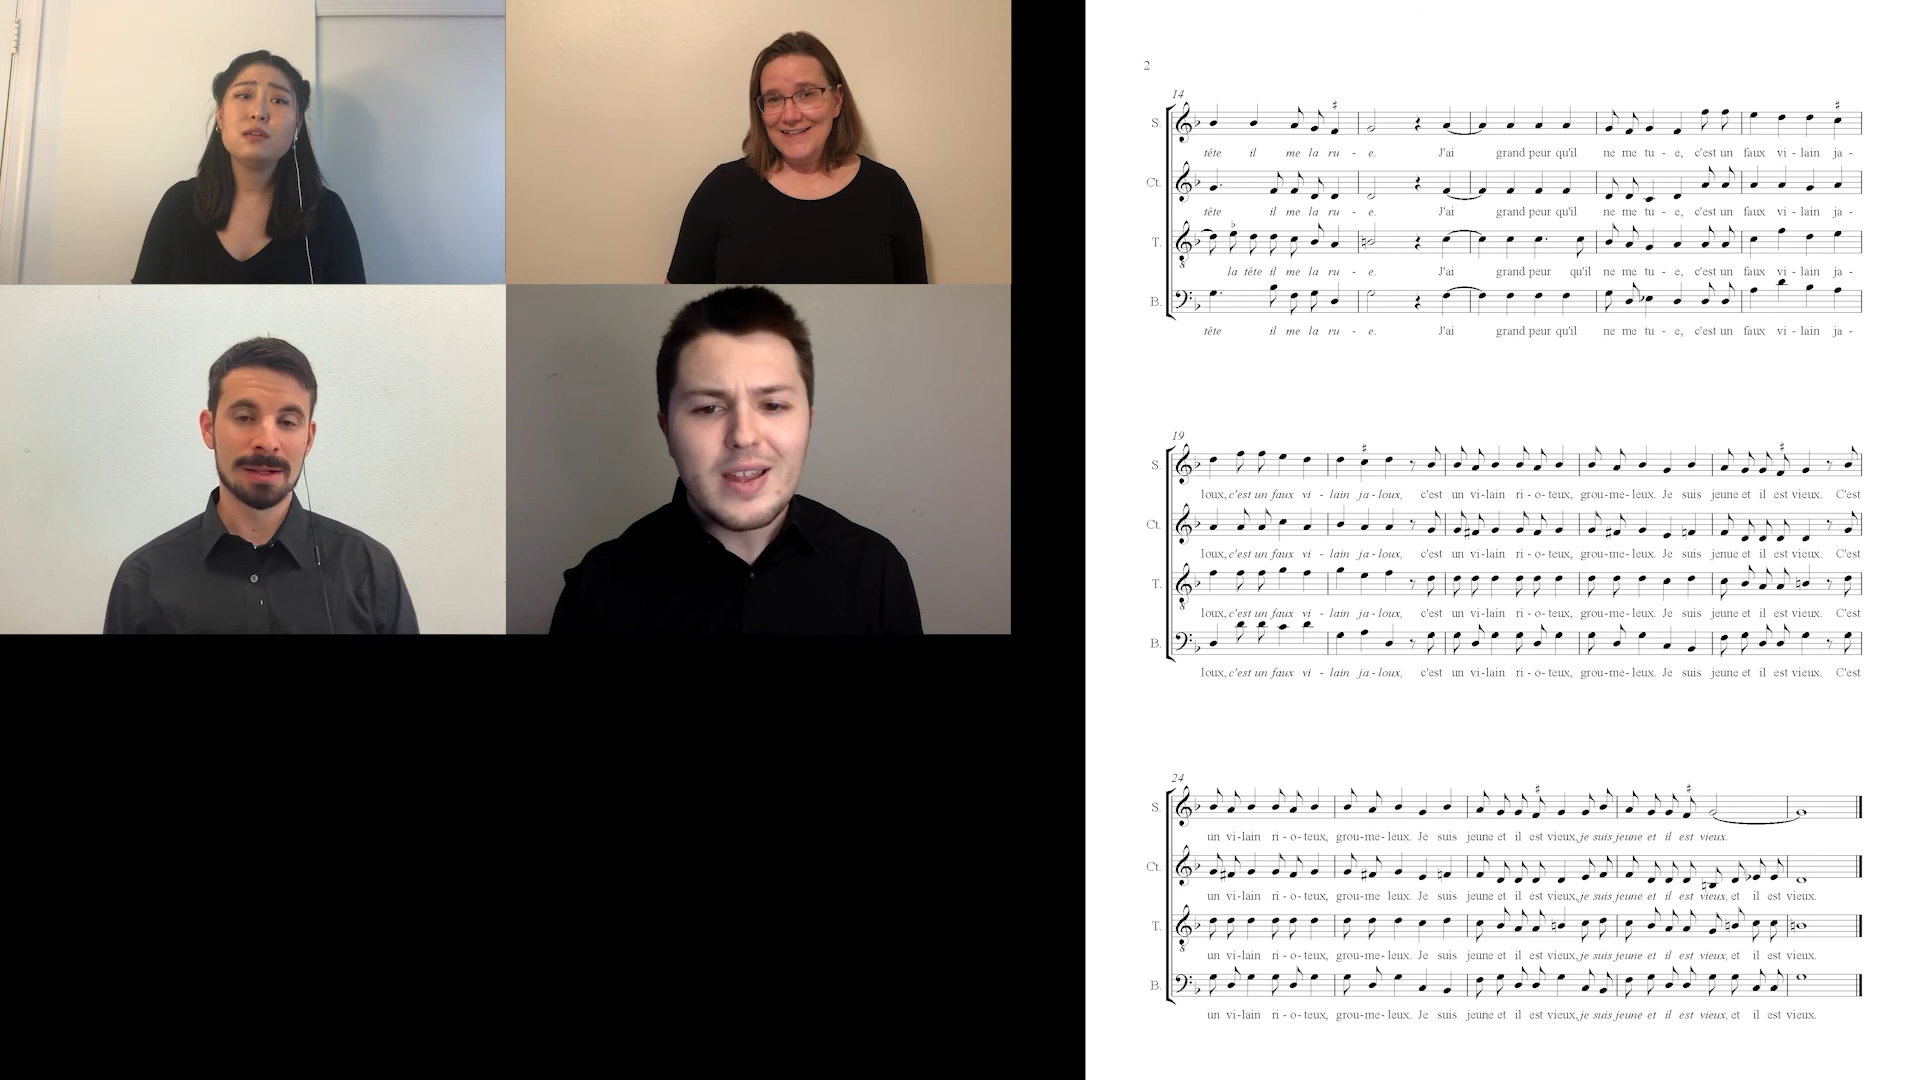 2
14
S.
tête il me la ru - e. J'ai grand peur qu'il ne me tu - e, c'est un faux vi - lain ja -
Ct.
tête il me la ru - e. J'ai grand peur qu'il ne me tu - e, c'est un faux vi - lain ja -
T.
la tête il me la ru - e. J'ai grand peur qu'il ne me tu - e, c'est un faux vi - lain ja -
B.
tête il me la ru - e. J'ai grand peur qu'il ne me tu - e, c'est un faux vi - lain ja -
19
S.
loux, c'est un faux vi - lain ja - loux, c'est un vi - lain ri - o - teux, grou - me - leux. Je suis jeune et il est vieux. C'est
Ct.
loux, c'est un faux vi - lain ja - loux, c'est un vi - lain ri - o - teux, grou - me - leux. Je suis jenue et il est vieux. C'est
T.
loux, c'est un faux vi - lain ja - loux, c'est un vi - lain ri - o - teux, grou - me - leux. Je suis jeune et il est vieux. C'est
B.
loux, c'est un faux vi - lain ja - loux, c'est un vi - lain ri - o - teux, grou - me - leux. Je suis jeune et il est vieux. C'est
24
S.
un vi - lain ri - o - teux, grou - me - leux. Je suis jeune et il est vieux, je suis jeune et il est vieux.
Ct.
un vi - lain ri - o - teux, grou - me leux. Je suis jeune et il est vieux, je suis jeune et il est vieux, et il est vieux.
T.
un vi - lain ri - o - teux, grou - me - leux. Je suis jeune et il est vieux, je suis jeune et il est vieux, et il est vieux.
B.
un vi - lain ri - o - teux, grou - me - leux. Je suis jeune et il est vieux, je suis jeune et il est vieux, et il est vieux.